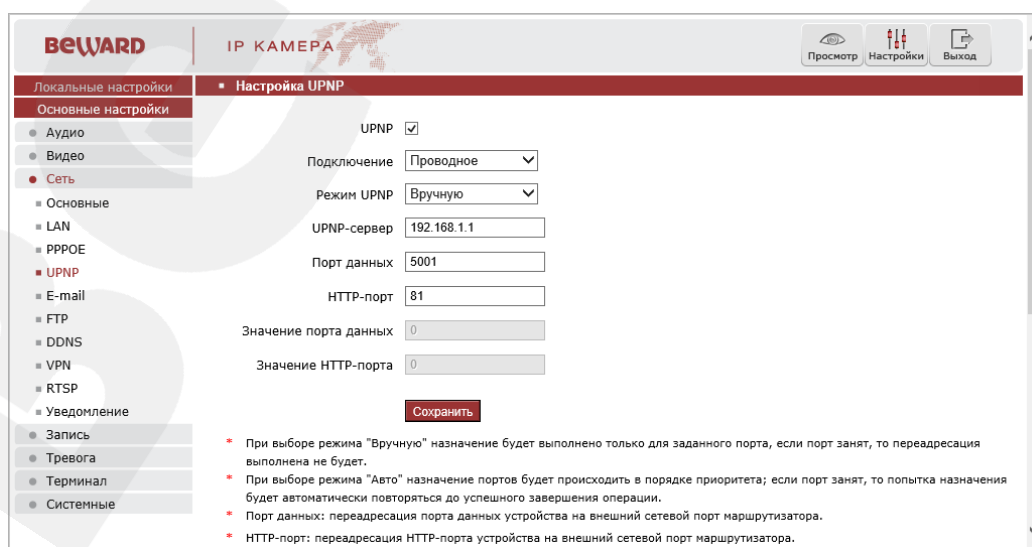 BEWARD
IP КАМЕРА
Просмотр Настройки Выход
Локальные настройки
Настройка UPNP
Основные настройки
Аудио
Видео
Сеть
Основные
LAN
PPPOE
UPNP
E-mail
FTP
DDNS
VPN
RTSP
Уведомление
Запись
Тревога
Терминал
Системные
UPNP
Подключение Проводное
Режим UPNP Вручную
UPNP-сервер 192.168.1.1
Порт данных 5001
HTTP-порт 81
Значение порта данных 0
Значение HTTP-порта 0
Сохранить
* При выборе режима "Вручную" назначение будет выполнено только для заданного порта, если порт занят, то переадресация
выполнена не будет.
* При выборе режима "Авто" назначение портов будет происходить в порядке приоритета; если порт занят, то попытка назначения
будет автоматически повторяться до успешного завершения операции.
* Порт данных: переадресация порта данных устройства на внешний сетевой порт маршрутизатора.
* HTTP-порт: переадресация HTTP-порта устройства на внешний сетевой порт маршрутизатора.